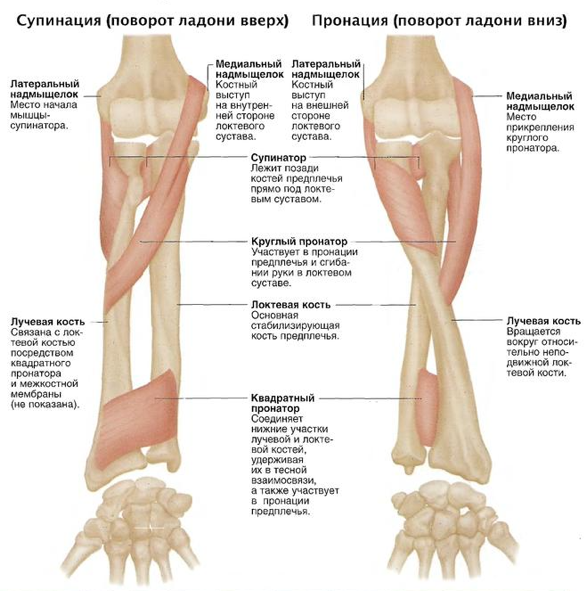 Супинация (поворот ладони вверх)
Пронация (поворот ладони вниз)
Латеральный
надмыщелок
Место начала
мышцы-
супинатора.
Медиальный
надмыщелок
Костный
выступ
на внутрен-
ней стороне
локтевого
сустава.
Латеральный
надмыщелок
Костный
выступ
на внешней
стороне
локтевого
сустава.
Медиальный
надмыщелок
Место
прикрепления
круглого
пронатора.
Супинатор
Лежит позади
костей предплечья
прямо под локте-
вым суставом.
Круглый пронатор
Участвует в пронации
предплечья и сгиба-
нии руки в локтевом
суставе.
Локтевая кость
Основная
стабилизирующая
кость предплечья.
Лучевая кость
Связана с лок-
тевой костью
посредством
квадратного
пронатора
и межкостной
мембраны
(не показана).
Лучевая кость
Вращается
вокруг относи-
тельно непо-
движной лок-
тевой кости.
Квадратный
пронатор
Соединяет
нижние участки
лучевой и локте-
вой костей,
удерживая
их в тесной
взаимосвязи,
а также участвует
в пронации
предплечья.